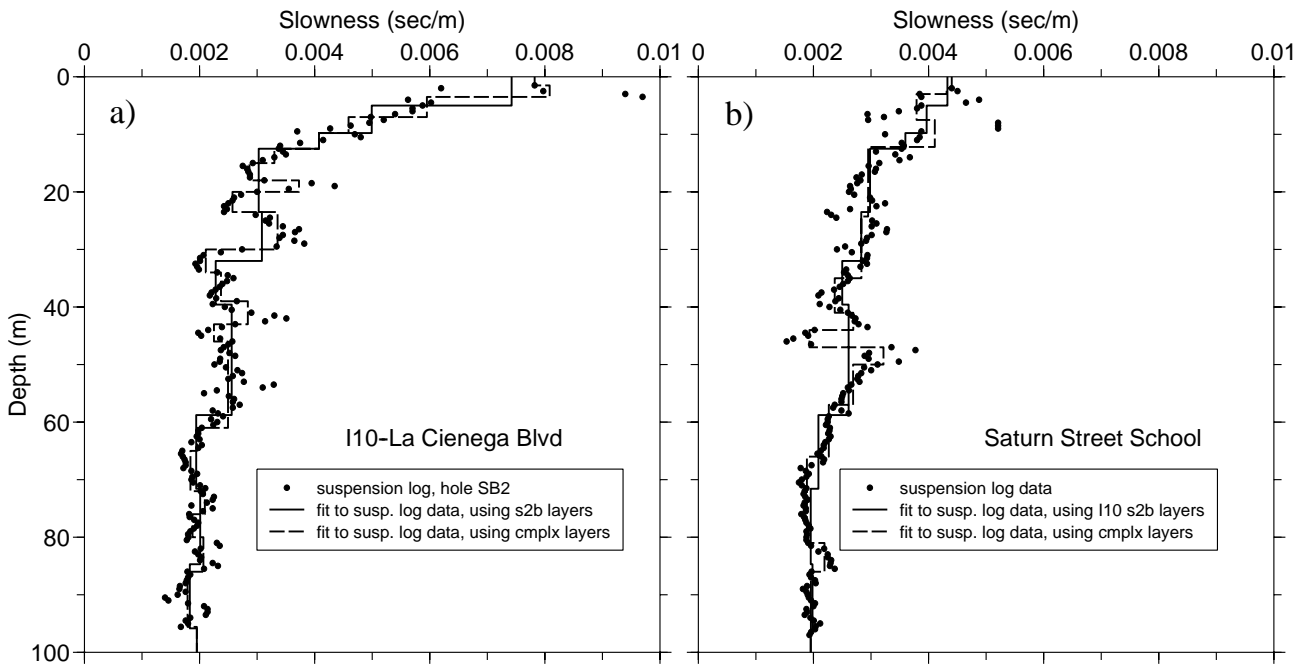 Slowness (sec/m)
0 0.002 0.004 0.006 0.008 0.01
0
20
40
60
80
100
Depth (m)
a)
I10-La Cienega Blvd
suspension log, hole SB2
fit to susp. log data, using s2b layers
fit to susp. log data, using cmplx layers
Slowness (sec/m)
0 0.002 0.004 0.006 0.008 0.01
b)
Saturn Street School
suspension log data
fit to susp. log data, using I10 s2b layers
fit to susp. log data, using cmplx layers